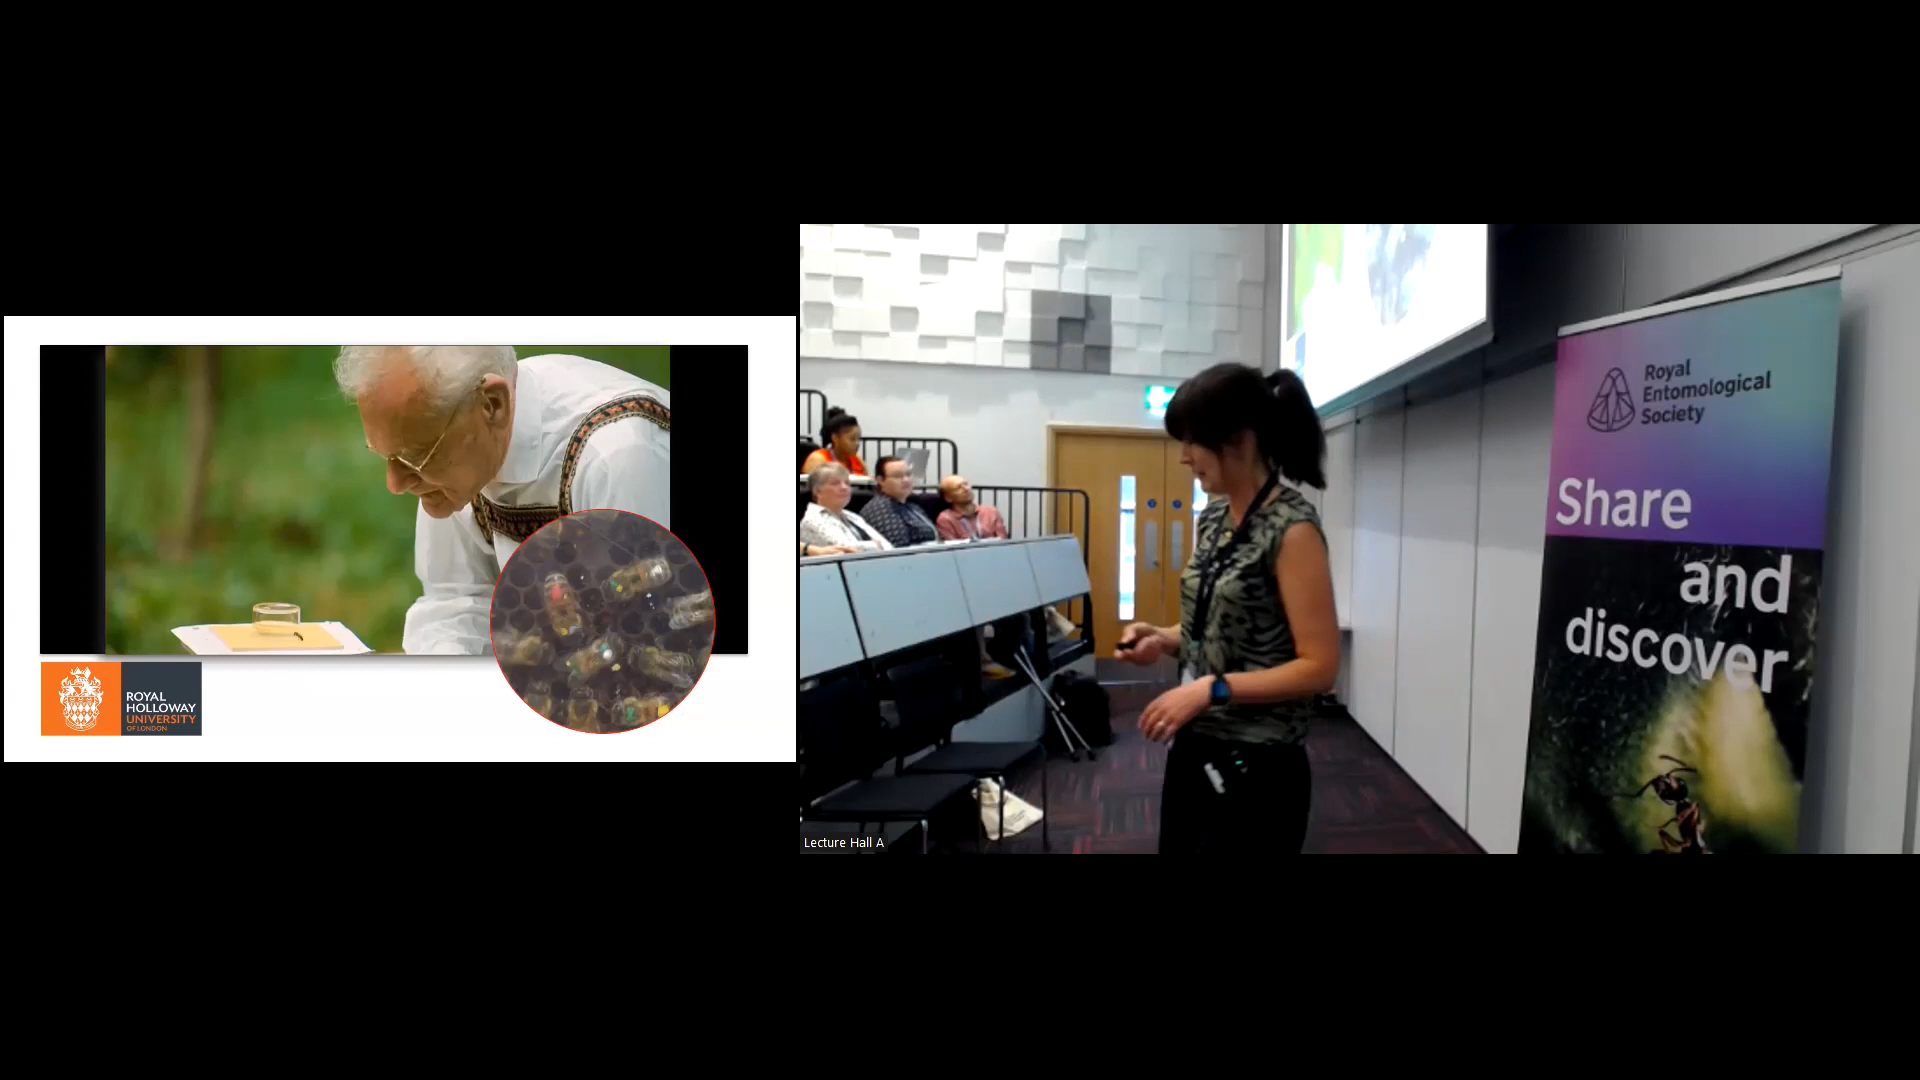 ROYAL
HOLLOWAY
UNIVERSITY
OF LONDON
Royal
Entomological
Society
Share
and
discover
Lecture Hall A